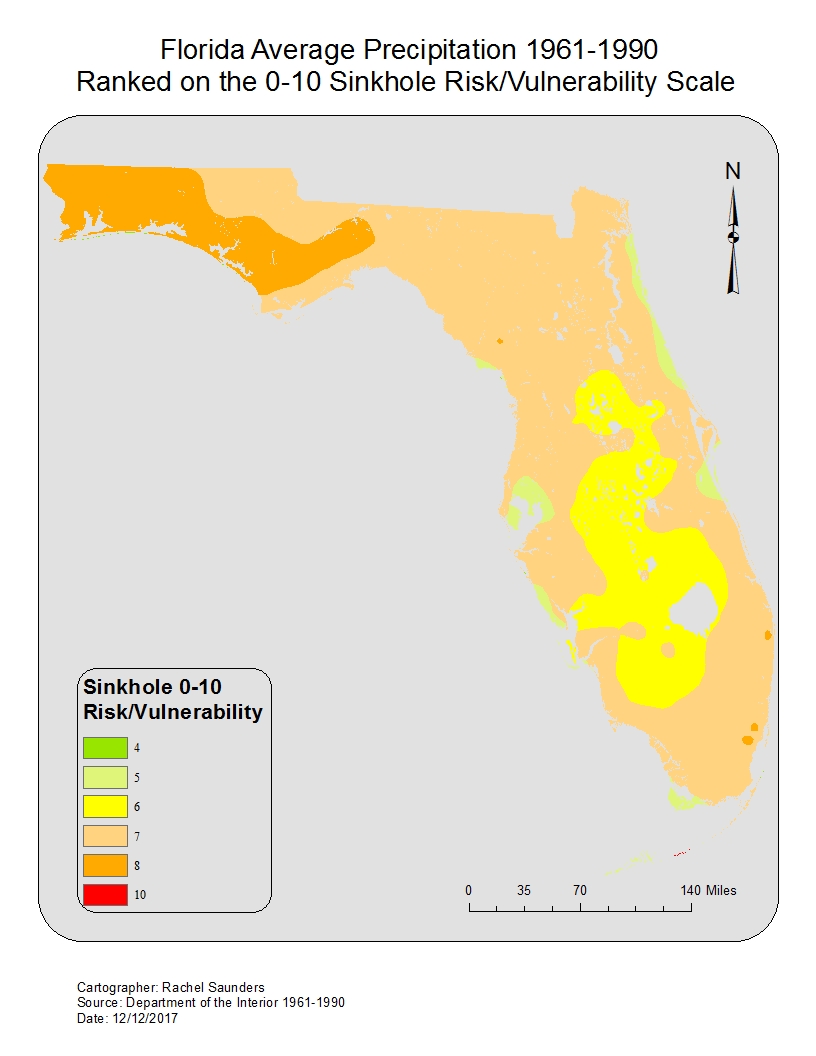 Florida Average Precipitation 1961-1990
Ranked on the 0-10 Sinkhole Risk/Vulnerability Scale
N
Sinkhole 0-10
Risk/Vulnerability
4
5
6
7
8
10
0 35 70 140 Miles
Cartographer: Rachel Saunders
Source: Department of the Interior 1961-1990
Date: 12/12/2017